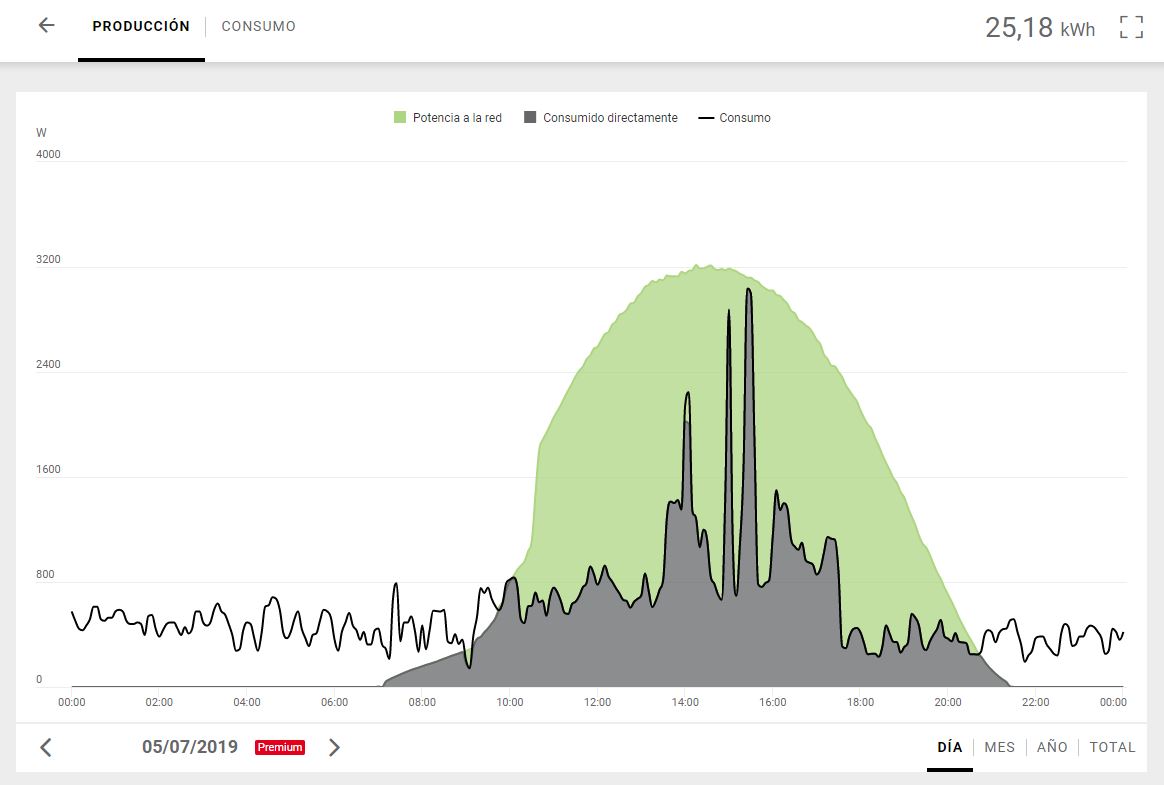 PRODUCCIÓN CONSUMO 25,18 kWh
Potencia a la red Consumido directamente Consumo
W
4000
3200
2400
1600
800
0
00:00 02:00 04:00 06:00 08:00 10:00 12:00 14:00 16:00 18:00 20:00 22:00 00:00
05/07/2019 Premium DÍA MES AÑO TOTAL